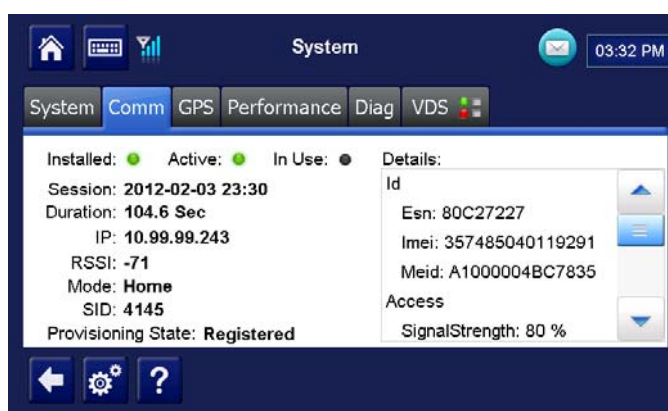 System
03:32 PM
System Comm GPS Performance Diag VDS
Installed: Active: In Use:
Session: 2012-02-03 23:30
Duration: 104.6 Sec
IP: 10.99.99.243
RSSI: -71
Mode: Home
SID: 4145
Provisioning State: Registered
Details:
Id
Esn: 80C27227
Imei: 357485040119291
Meid: A1000004BC7835
Access
SignalStrength: 80 %
?